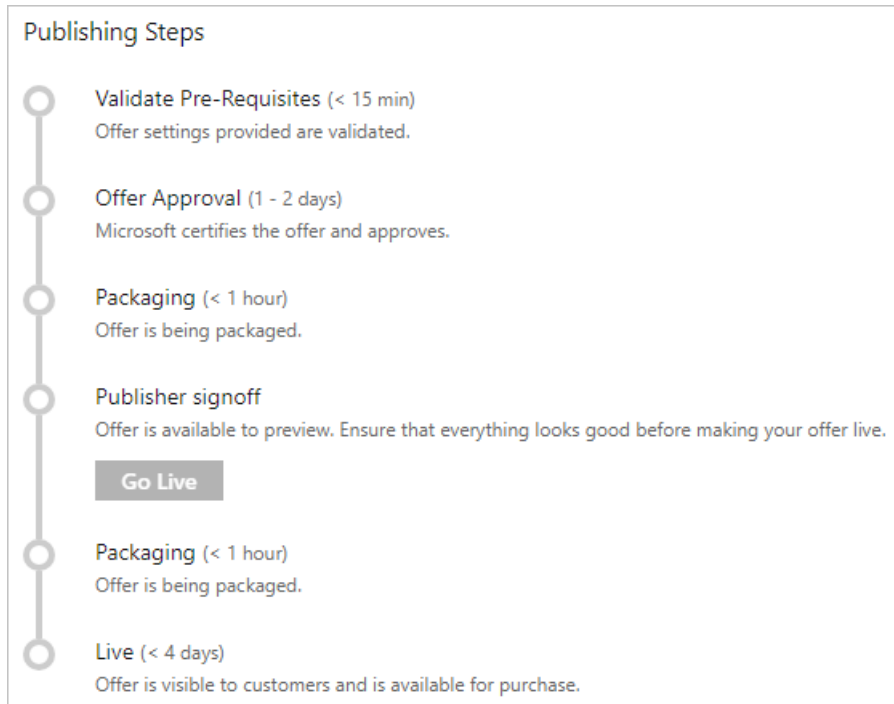 Publishing Steps
Validate Pre-Requisites (< 15 min)
Offer settings provided are validated.
Offer Approval (1 - 2 days)
Microsoft certifies the offer and approves.
Packaging (< 1 hour)
Offer is being packaged.
Publisher signoff
Offer is available to preview. Ensure that everything looks good before making your offer live.
Go Live
Packaging (< 1 hour)
Offer is being packaged.
Live (< 4 days)
Offer is visible to customers and is available for purchase.